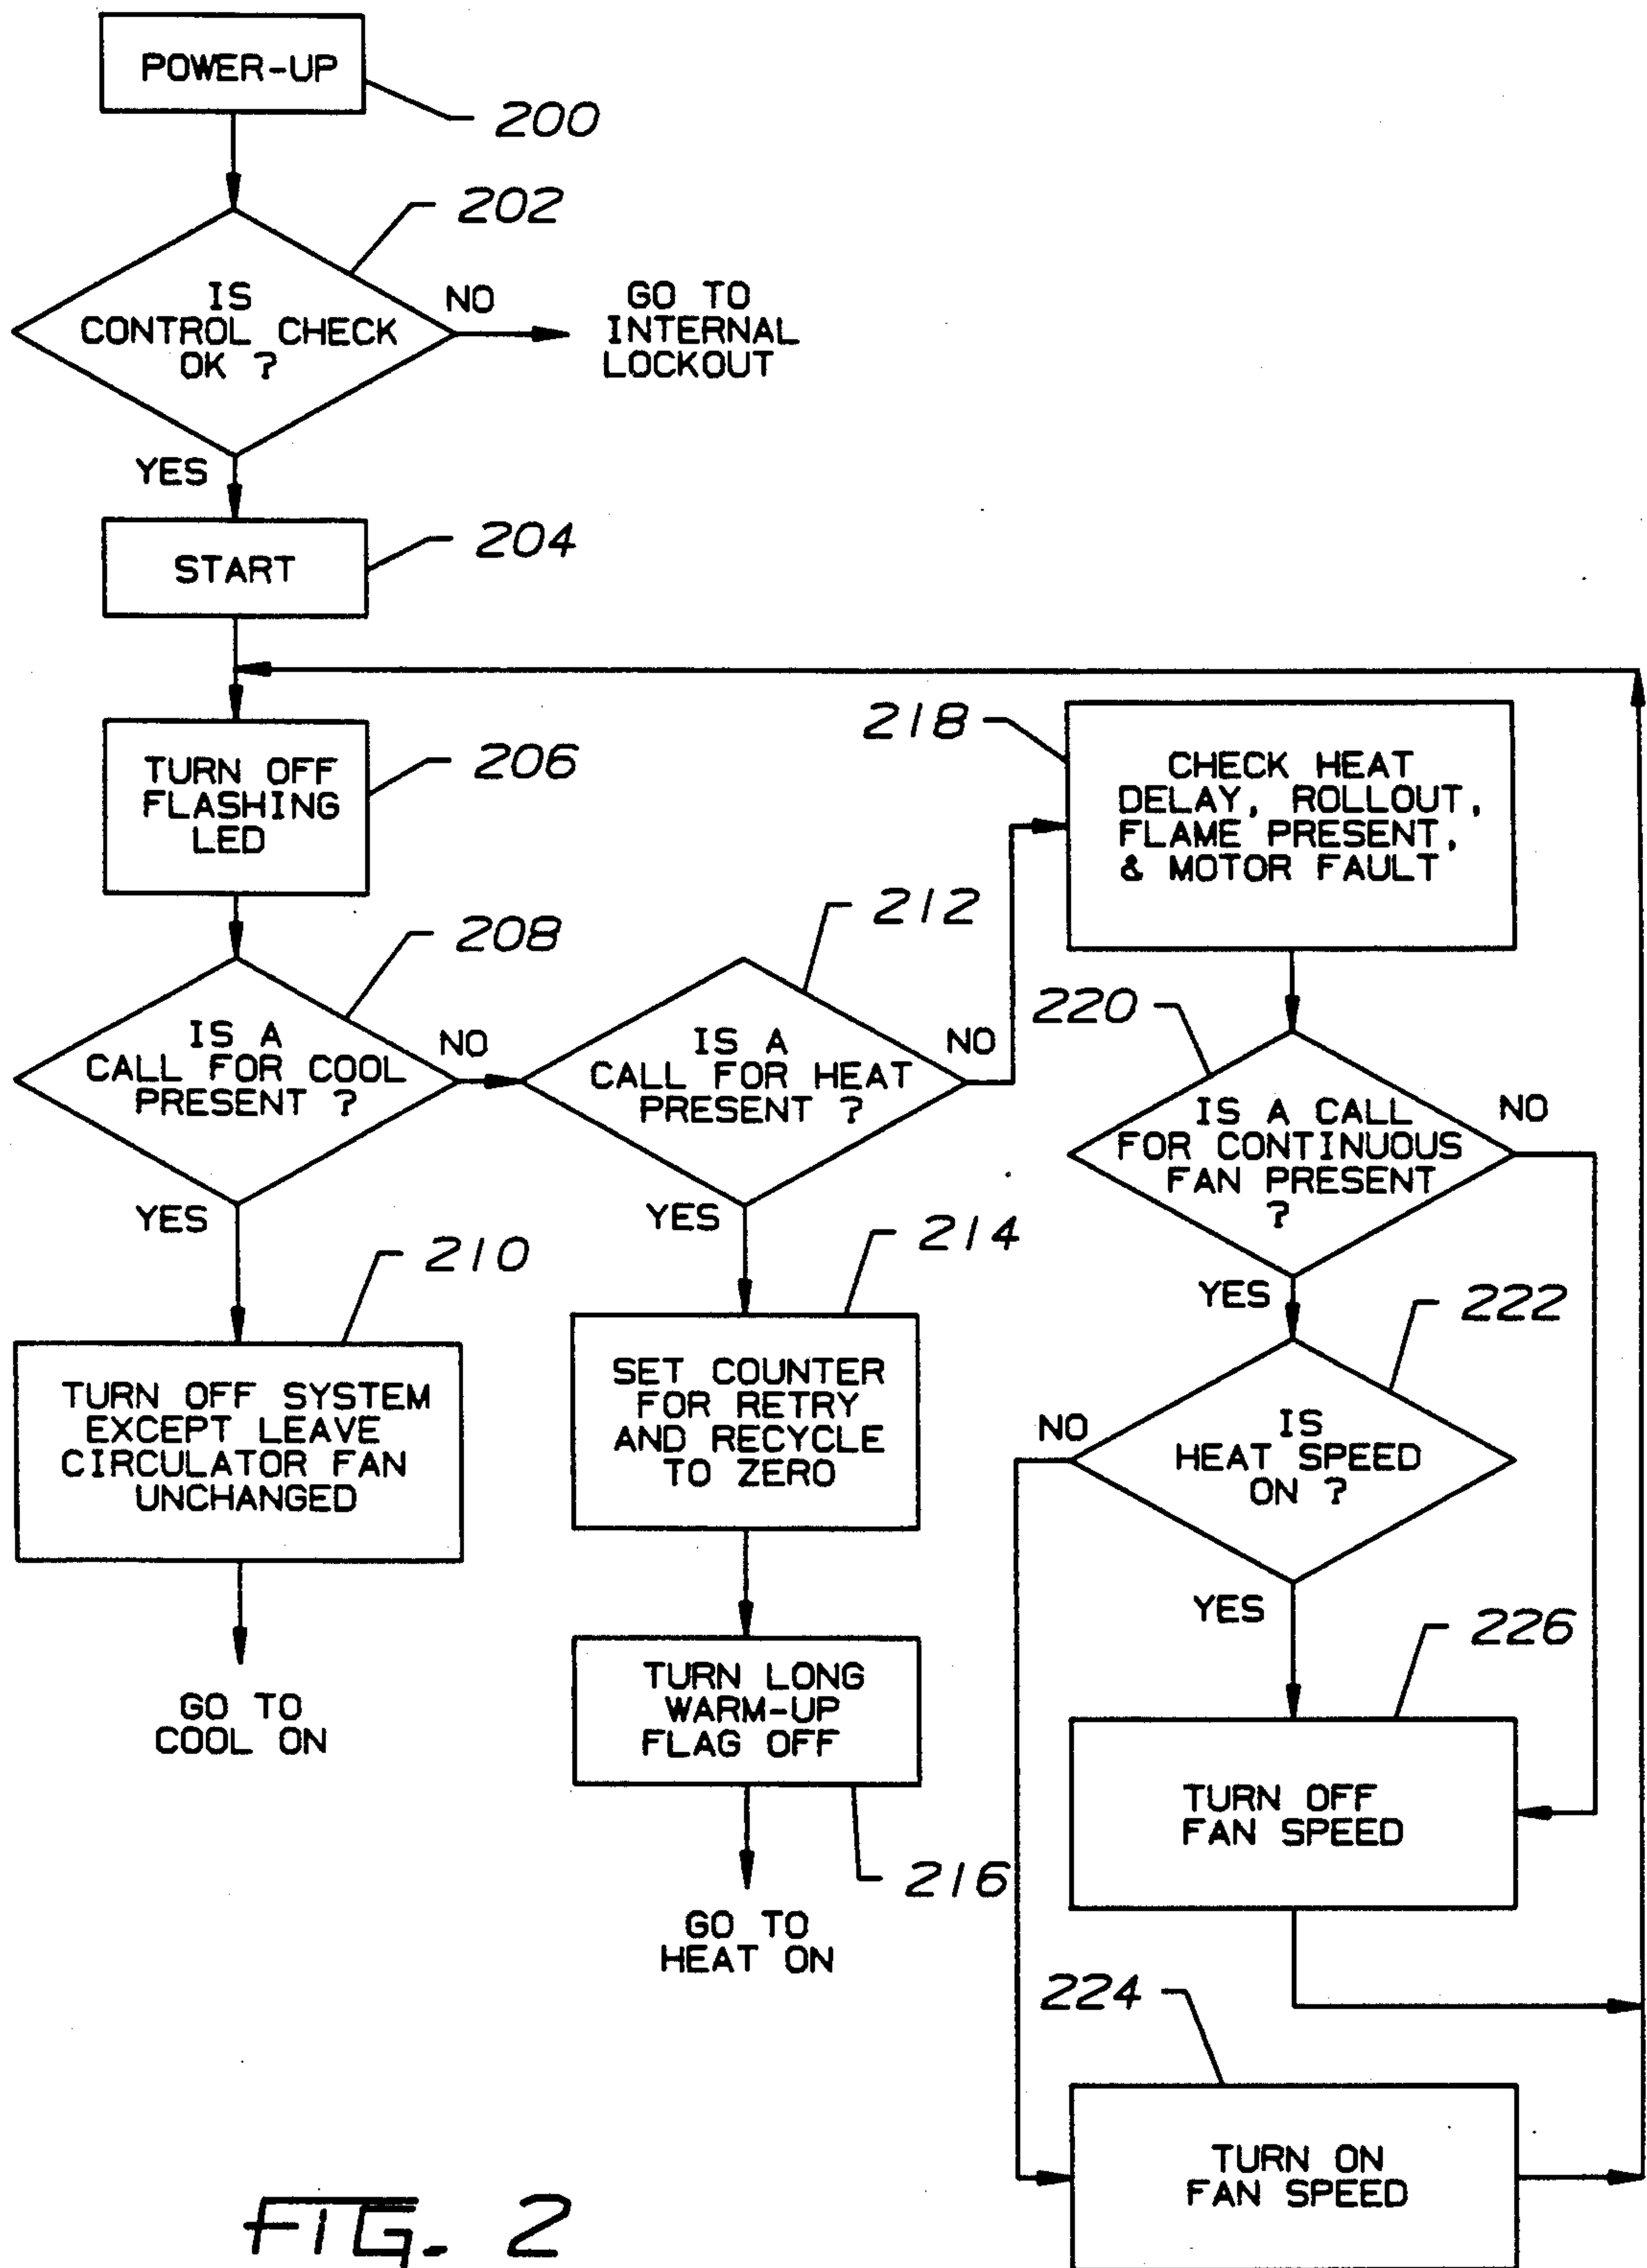 POWER-UP
200
202
IS
CONTROL CHECK
OK ?
NO
GO TO
INTERNAL
LOCKOUT
YES
START
204
TURN OFF
FLASHING
LED
206
208
IS A
CALL FOR COOL
PRESENT ?
NO
YES
210
TURN OFF SYSTEM
EXCEPT LEAVE
CIRCULATOR FAN
UNCHANGED
GO TO
COOL ON
212
IS A
CALL FOR HEAT
PRESENT ?
NO
YES
214
SET COUNTER
FOR RETRY
AND RECYCLE
TO ZERO
TURN LONG
WARM-UP
FLAG OFF
216
GO TO
HEAT ON
218
CHECK HEAT
DELAY, ROLLOUT,
FLAME PRESENT,
& MOTOR FAULT
220
IS A CALL
FOR CONTINUOUS
FAN PRESENT
?
NO
YES
222
IS
HEAT SPEED
ON ?
NO
YES
226
TURN OFF
FAN SPEED
224
TURN ON
FAN SPEED
FIG. 2